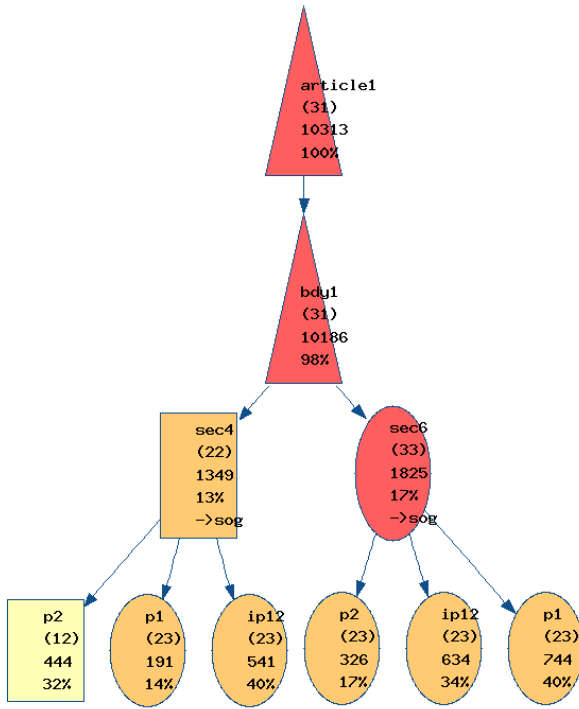 article1
(31)
10313
100%
bdy1
(31)
10186
98%
sec4
(22)
1349
13%
->sog
sec6
(33)
1825
17%
->sog
p2
(12)
444
32%
p1
(23)
191
14%
ip12
(23)
541
40%
p2
(23)
326
17%
ip12
(23)
634
34%
p1
(23)
744
40%